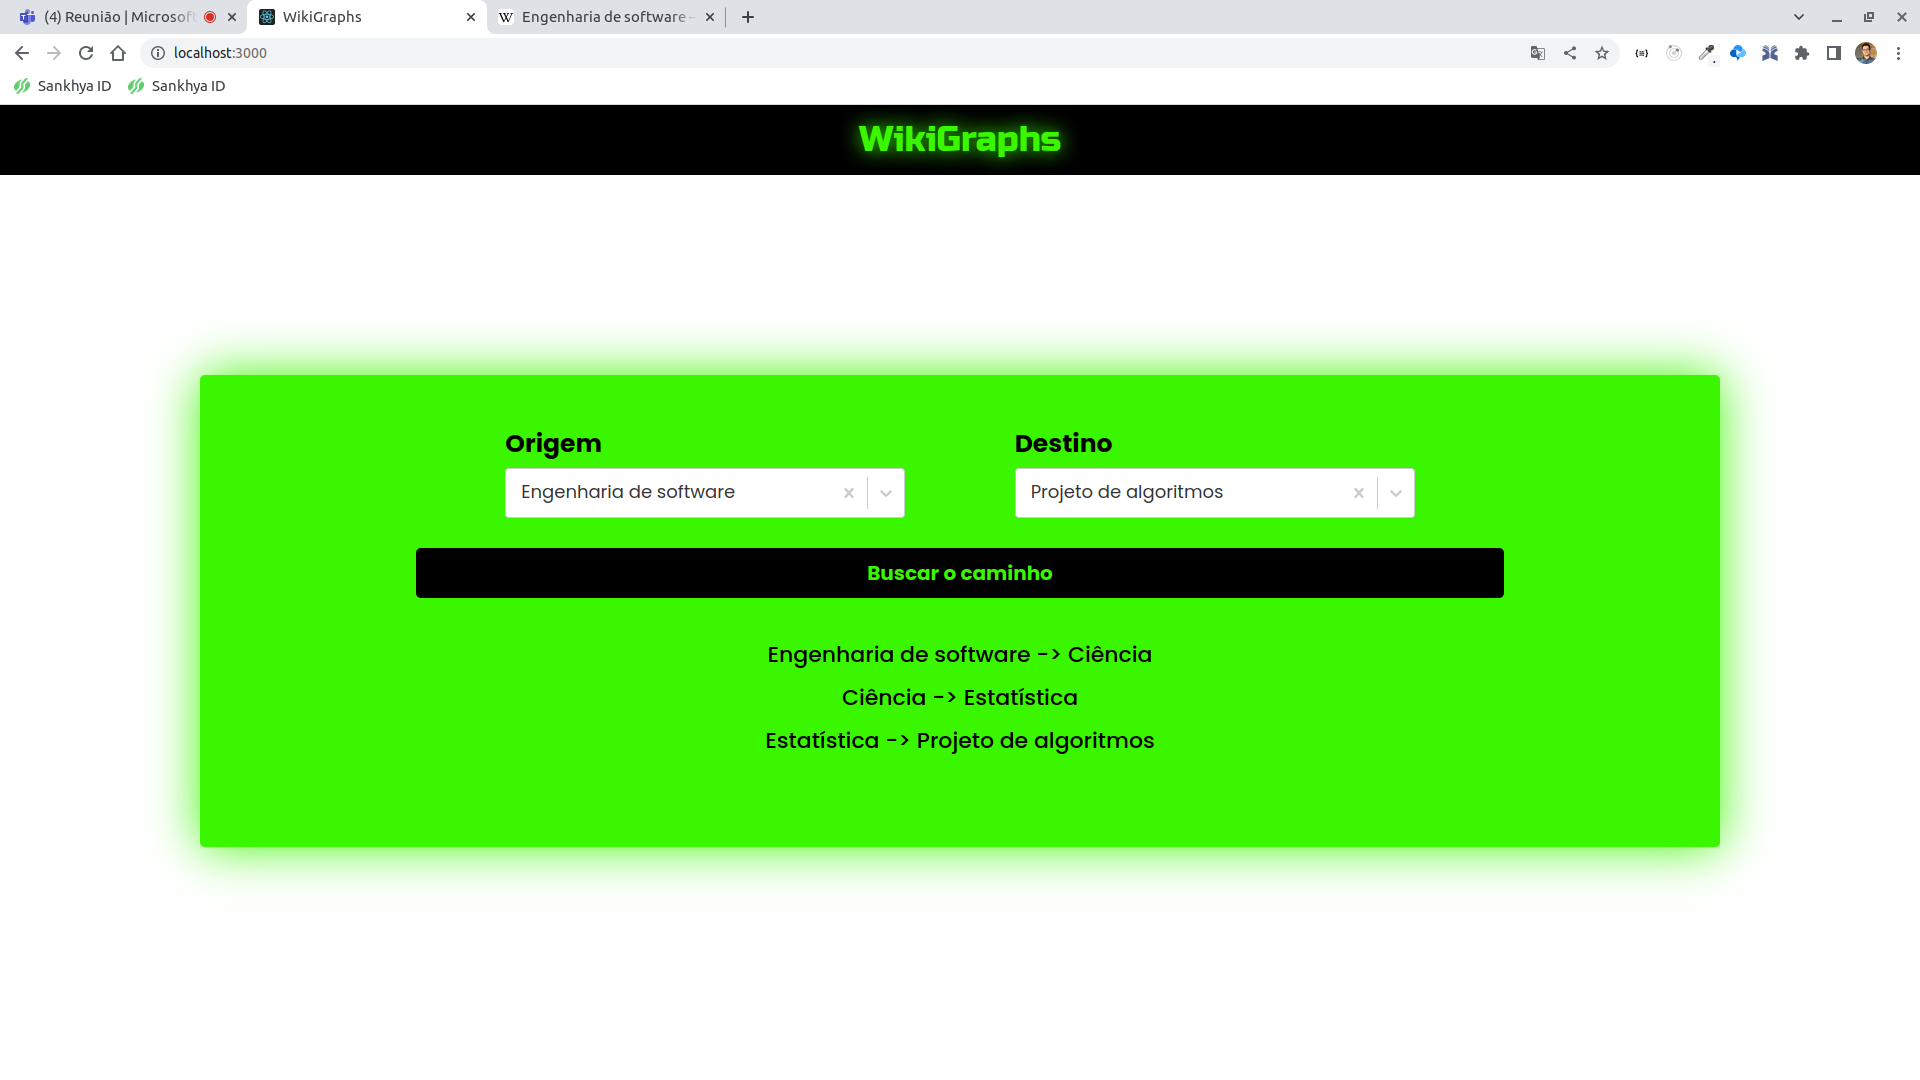 (4) Reunião | Microsoft
WikiGraphs
Engenharia de software -
localhost:3000
Sankhya ID
Sankhya ID
WikiGraphs
Origem
Destino
Engenharia de software
Projeto de algoritmos
Buscar o caminho
Engenharia de software -> Ciência
Ciência -> Estatística
Estatística -> Projeto de algoritmos